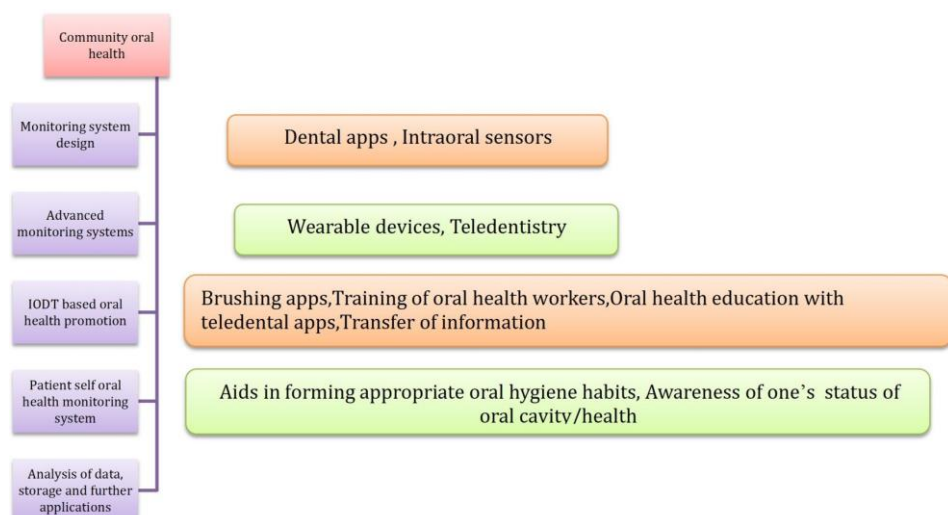 Community oral
health
Monitoring system
design
Dental apps , Intraoral sensors
Advanced
monitoring systems
Wearable devices, Teledentistry
IODT based oral
health promotion
Brushing apps,Training of oral health workers,Oral health education with
teledental apps,Transfer of information
Patient self oral
health monitoring
system
Aids in forming appropriate oral hygiene habits, Awareness of one’s status of
oral cavity/health
Analysis of data,
storage and further
applications